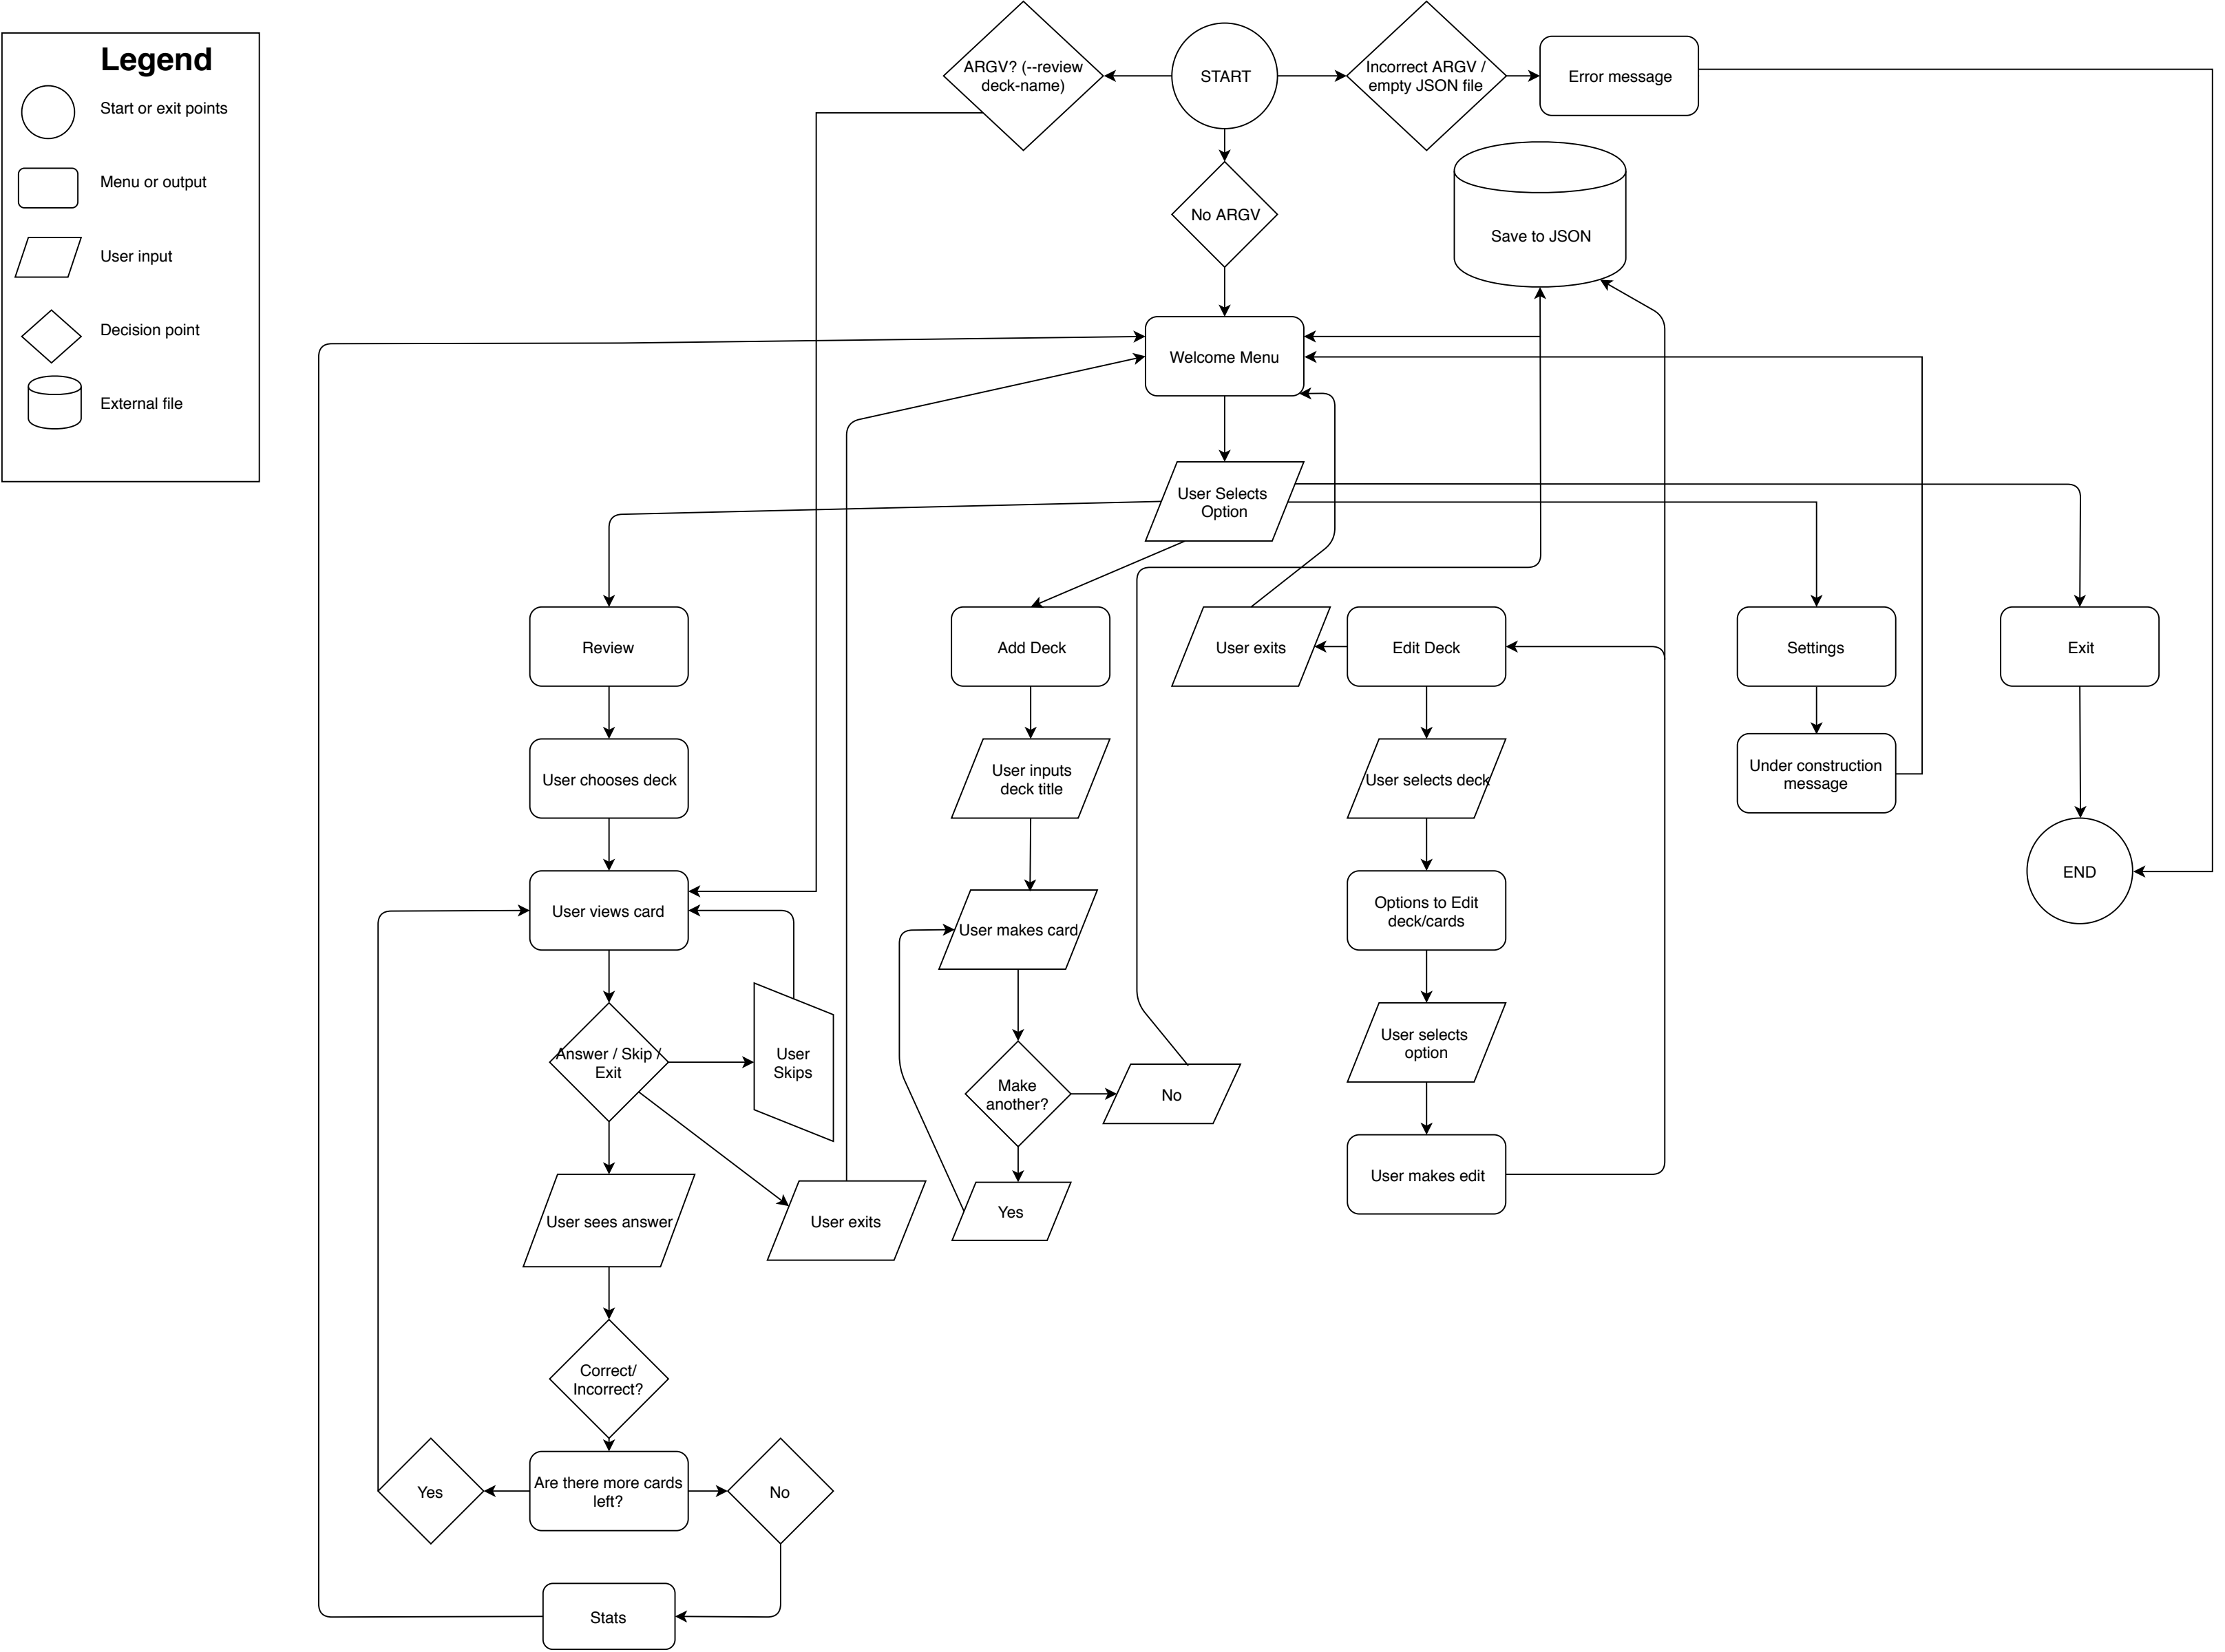 Legend
Start or exit points
Menu or output
User input
Decision point
External file
ARGV? (--review
deck-name)
START
Incorrect ARGV /
empty JSON file
Error message
No ARGV
Save to JSON
Welcome Menu
User Selects
Option
Review
Add Deck
User exits
Edit Deck
Settings
Exit
User chooses deck
User inputs
deck title
User selects deck
Under construction
message
User views card
User makes card
Options to Edit
deck/cards
END
Answer / Skip /
Exit
User
Skips
Make
another?
No
User selects
option
User sees answer
User exits
Yes
User makes edit
Correct/
Incorrect?
Yes
Are there more cards
left?
No
Stats